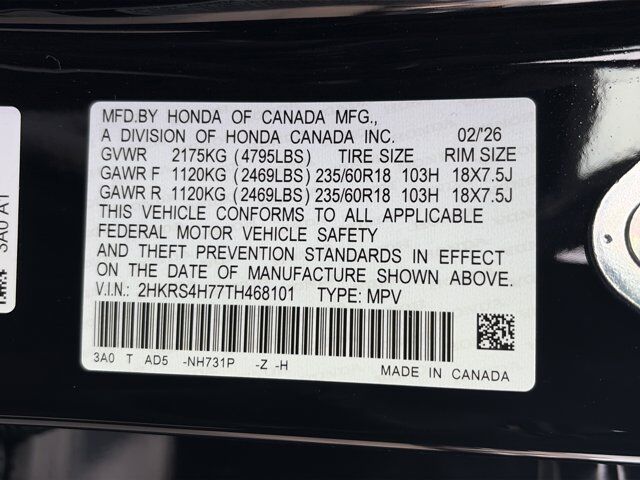 MFD.BY HONDA OF CANADA MFG.,
A DIVISION OF HONDA CANADA INC. 02/'26
GVWR 2175KG (4795LBS) TIRE SIZE RIM SIZE
GAWR F 1120KG (2469LBS) 235/60R18 103H 18X7.5J
GAWR R 1120KG (2469LBS) 235/60R18 103H 18X7.5J
THIS VEHICLE CONFORMS TO ALL APPLICABLE
FEDERAL MOTOR VEHICLE SAFETY
AND THEFT PREVENTION STANDARDS IN EFFECT
ON THE DATE OF MANUFACTURE SHOWN ABOVE.
V.I.N.: 2HKRS4H77TH468101 TYPE: MPV
3A0 T AD5 -NH731P -Z -H
MADE IN CANADA
3A0 A1